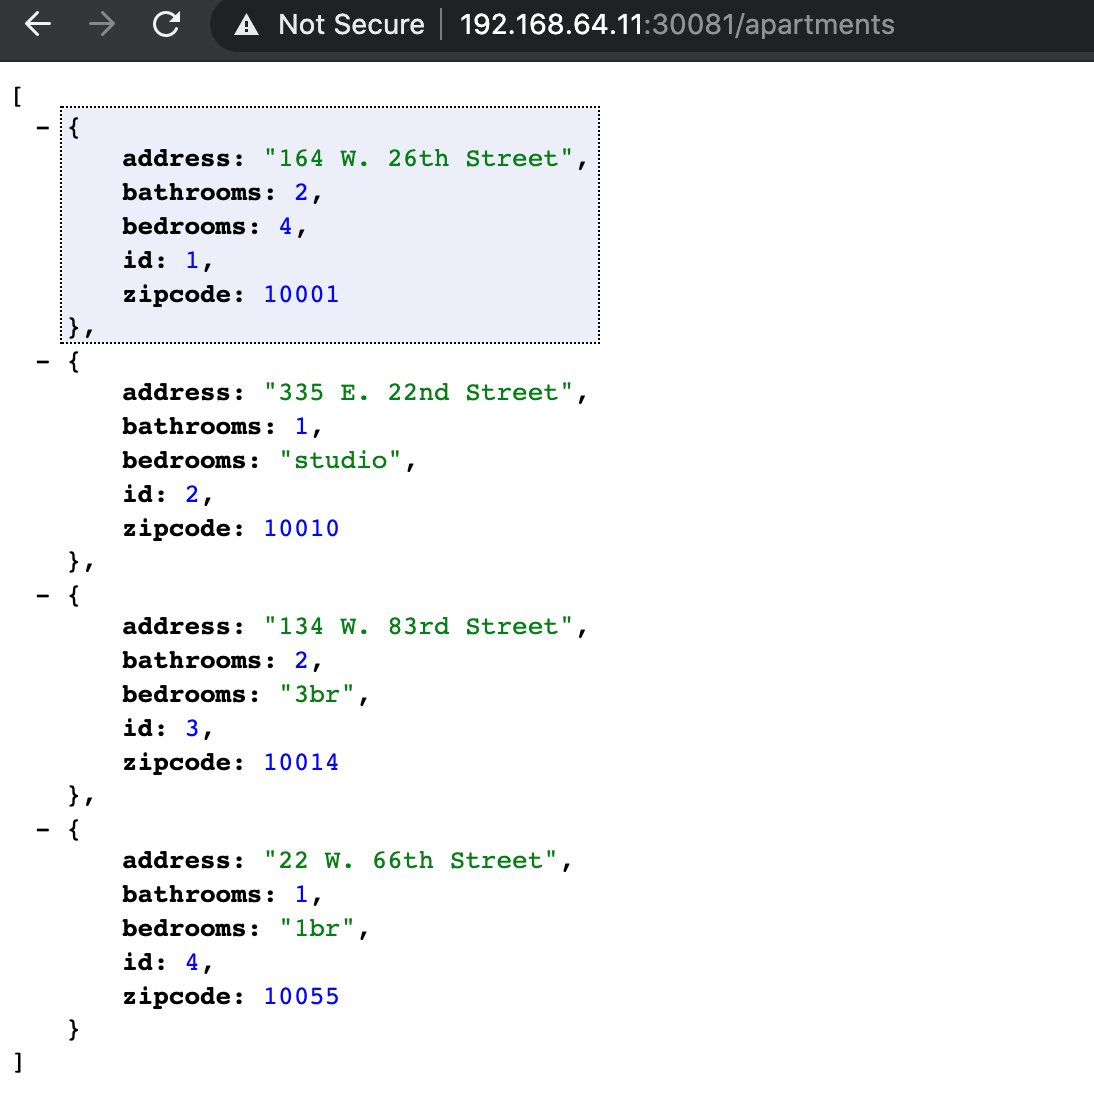 Not Secure | 192.168.64.11:30081/apartments
[
- {
address: "164 W. 26th Street",
bathrooms: 2,
bedrooms: 4,
id: 1,
zipcode: 10001
},
- {
address: "335 E. 22nd Street",
bathrooms: 1,
bedrooms: "studio",
id: 2,
zipcode: 10010
},
- {
address: "134 W. 83rd Street",
bathrooms: 2,
bedrooms: "3br",
id: 3,
zipcode: 10014
},
- {
address: "22 W. 66th Street",
bathrooms: 1,
bedrooms: "1br",
id: 4,
zipcode: 10055
}
]